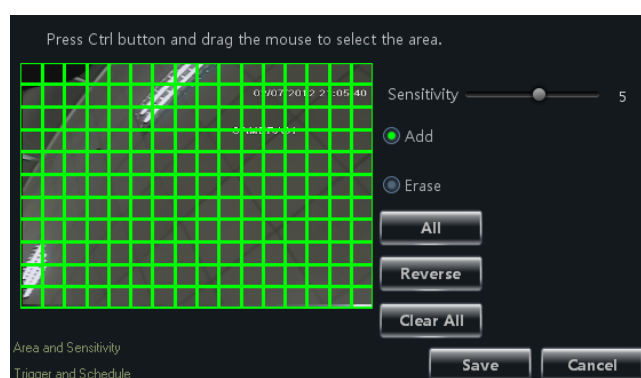 Press Ctrl button and drag the mouse to select the area.
Sensitivity 5
Add
Erase
All
Reverse
Clear All
Area and Sensitivity
Trigger and Schedule
Save
Cancel